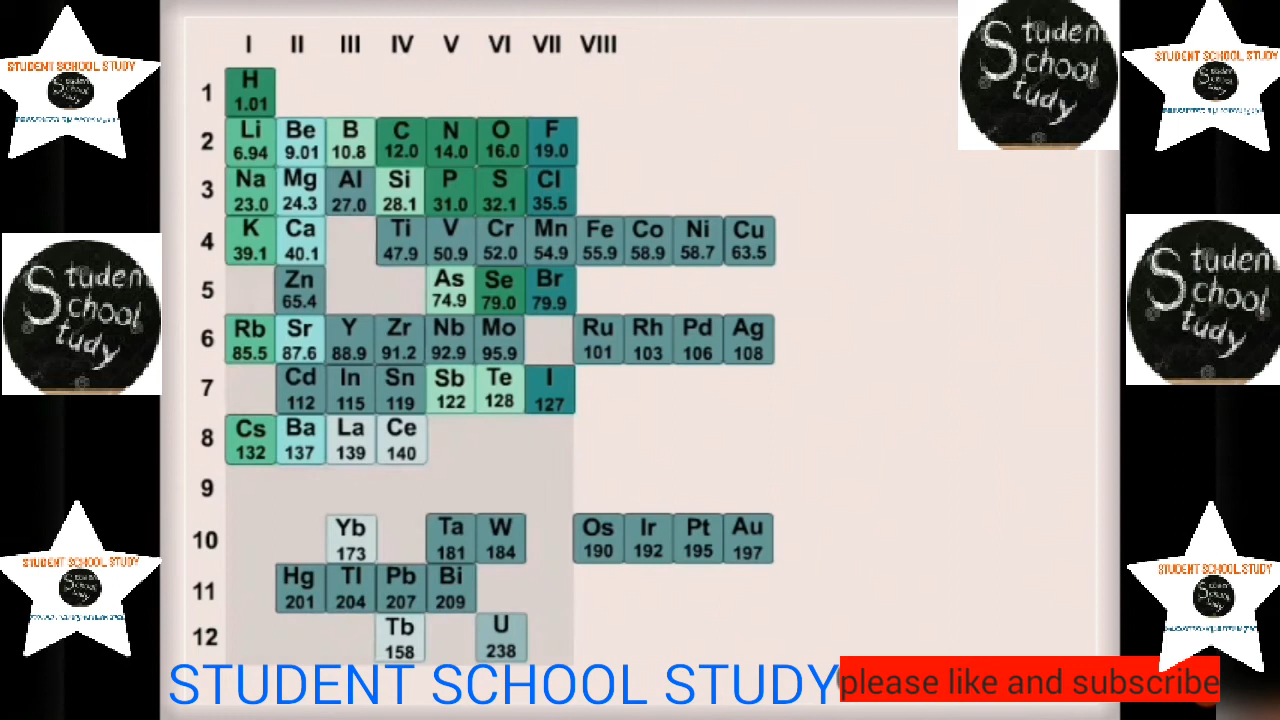 I II III IV V VI VII VIII
1 H 1.01
2 Li 6.94 Be 9.01 B 10.8 C 12.0 N 14.0 O 16.0 F 19.0
3 Na 23.0 Mg 24.3 Al 27.0 Si 28.1 P 31.0 S 32.1 Cl 35.5
4 K 39.1 Ca 40.1 Ti 47.9 V 50.9 Cr 52.0 Mn 54.9 Fe 55.9 Co 58.9 Ni 58.7 Cu 63.5
5 Zn 65.4 As 74.9 Se 79.0 Br 79.9
6 Rb 85.5 Sr 87.6 Y 88.9 Zr 91.2 Nb 92.9 Mo 95.9 Ru 101 Rh 103 Pd 106 Ag 108
7 Cd 112 In 115 Sn 119 Sb 122 Te 128 I 127
8 Cs 132 Ba 137 La 139 Ce 140
9
10 Yb 173 Ta 181 W 184 Os 190 Ir 192 Pt 195 Au 197
11 Hg 201 Tl 204 Pb 207 Bi 209
12 Tb 158 U 238
STUDENT SCHOOL STUDY
please like and subscribe
STUDENT SCHOOL STUDY
Student
School
Study
STUDENT SCHOOL STUDY
STUDENT SCHOOL STUDY
Student
School
Study
STUDENT SCHOOL STUDY
Student
School
Study
STUDENT SCHOOL STUDY